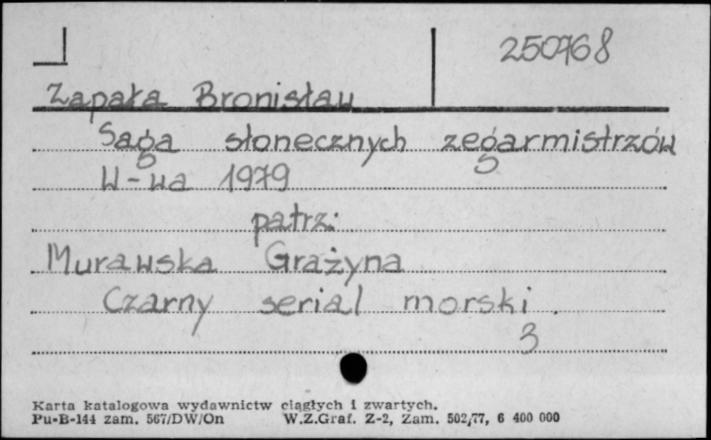 250768
Zapała Bronisław
Saga słonecznych zegarmistrzów
W-wa 1979
patrz:
Murawska Grażyna
Czarny serial morski.
3
Karta katalogowa wydawnictw ciągłych i zwartych.
Pu-B-144 zam. 567/DW/On W.Z.Graf. Z-2, Zam. 502/77, 6 400 000